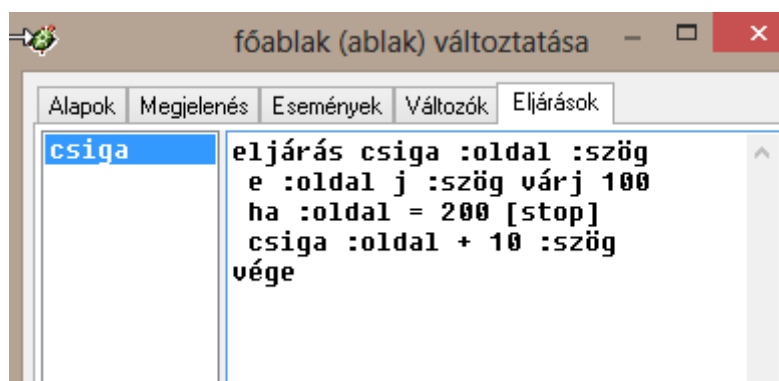 főablak (ablak) változtatása
Alapok Megjelenés Események Változók Eljárások
csiga
eljárás csiga :oldal :szög
e :oldal j :szög várj 100
ha :oldal = 200 [stop]
csiga :oldal + 10 :szög
vége